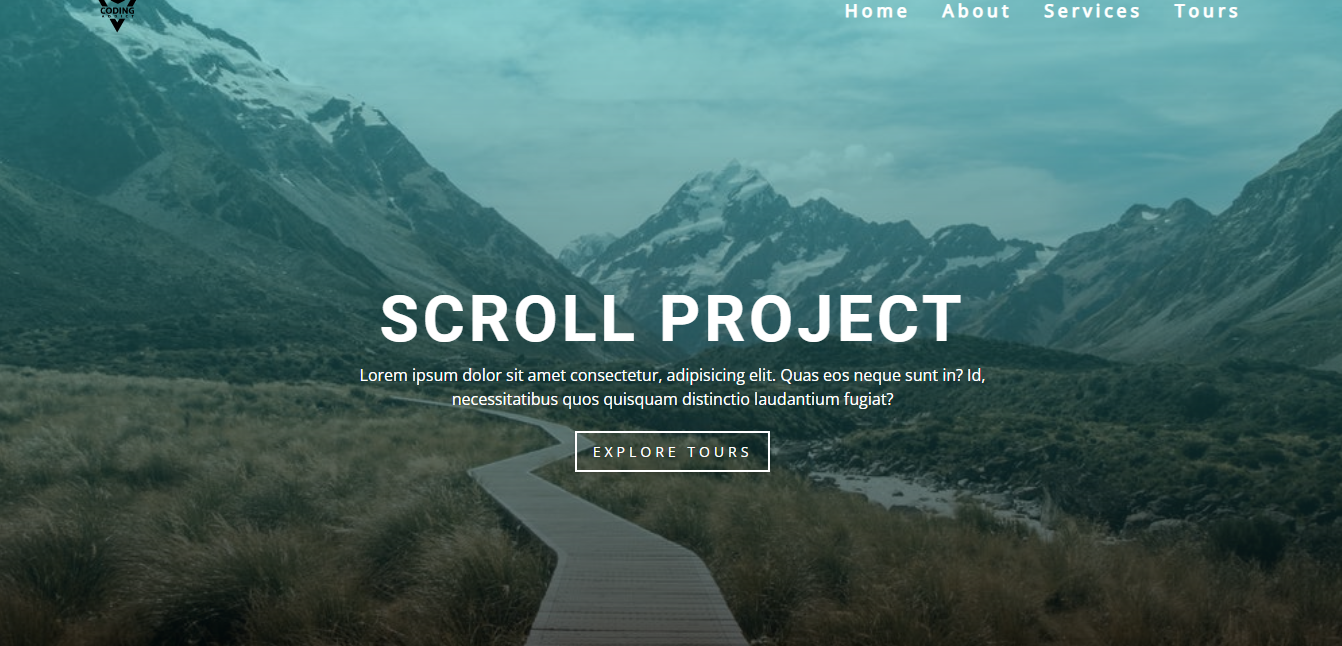 CODING
ADDICT
Home About Services Tours
SCROLL PROJECT
Lorem ipsum dolor sit amet consectetur, adipisicing elit. Quas eos neque sunt in? Id,
necessitatibus quos quisquam distinctio laudantium fugiat?
EXPLORE TOURS